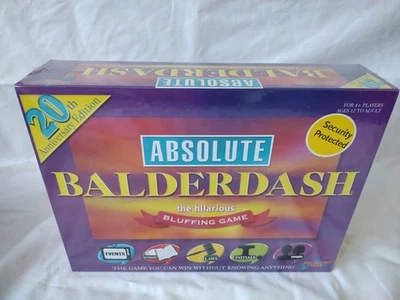 ABSOLUTE
BALDERDASH
20th
Anniversary Edition
FOR 4+ PLAYERS
AGES 12 TO ADULT
Security
Protected
ABSOLUTE
BALDERDASH
the hilarious
BLUFFING GAME
EVENTS
LAWS
INITIALS
THE GAME YOU CAN WIN WITHOUT KNOWING ANYTHING